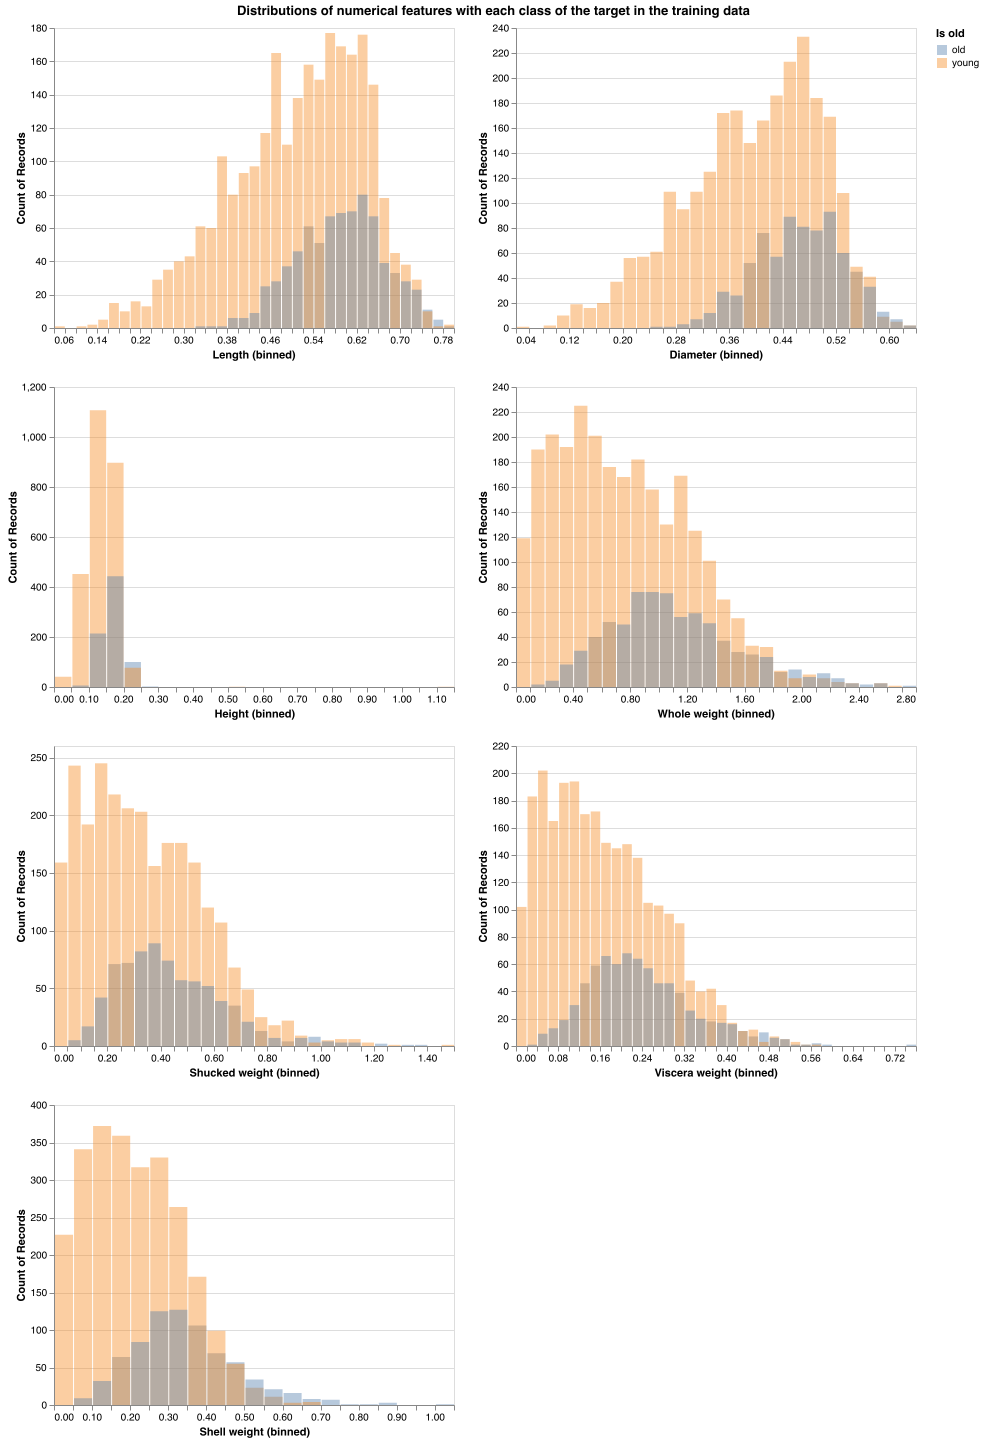 Distributions of numerical features with each class of the target in the training data
Is old
old
young
180
160
140
120
100
80
60
40
20
0
Count of Records
0.06 0.14 0.22 0.30 0.38 0.46 0.54 0.62 0.70 0.78
Length (binned)
240
220
200
180
160
140
120
100
80
60
40
20
0
Count of Records
0.04 0.12 0.20 0.28 0.36 0.44 0.52 0.60
Diameter (binned)
1,200
1,000
800
600
400
200
0
Count of Records
0.00 0.10 0.20 0.30 0.40 0.50 0.60 0.70 0.80 0.90 1.00 1.10
Height (binned)
240
220
200
180
160
140
120
100
80
60
40
20
0
Count of Records
0.00 0.40 0.80 1.20 1.60 2.00 2.40 2.80
Whole weight (binned)
250
200
150
100
50
0
Count of Records
0.00 0.20 0.40 0.60 0.80 1.00 1.20 1.40
Shucked weight (binned)
220
200
180
160
140
120
100
80
60
40
20
0
Count of Records
0.00 0.08 0.16 0.24 0.32 0.40 0.48 0.56 0.64 0.72
Viscera weight (binned)
400
350
300
250
200
150
100
50
0
Count of Records
0.00 0.10 0.20 0.30 0.40 0.50 0.60 0.70 0.80 0.90 1.00
Shell weight (binned)